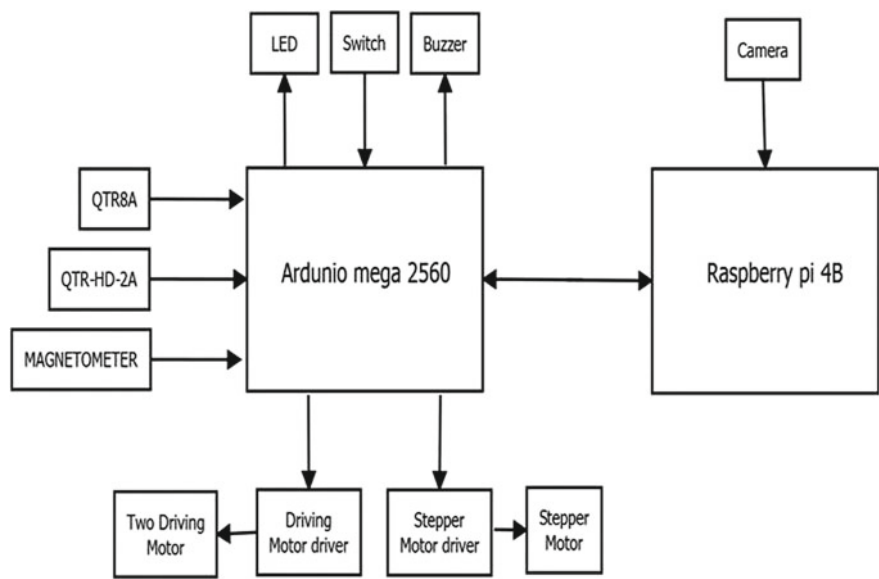 LED
Switch
Buzzer
Camera
QTR8A
QTR-HD-2A
MAGNETOMETER
Ardunio mega 2560
Raspberry pi 4B
Two Driving
Motor
Driving
Motor driver
Stepper
Motor driver
Stepper
Motor